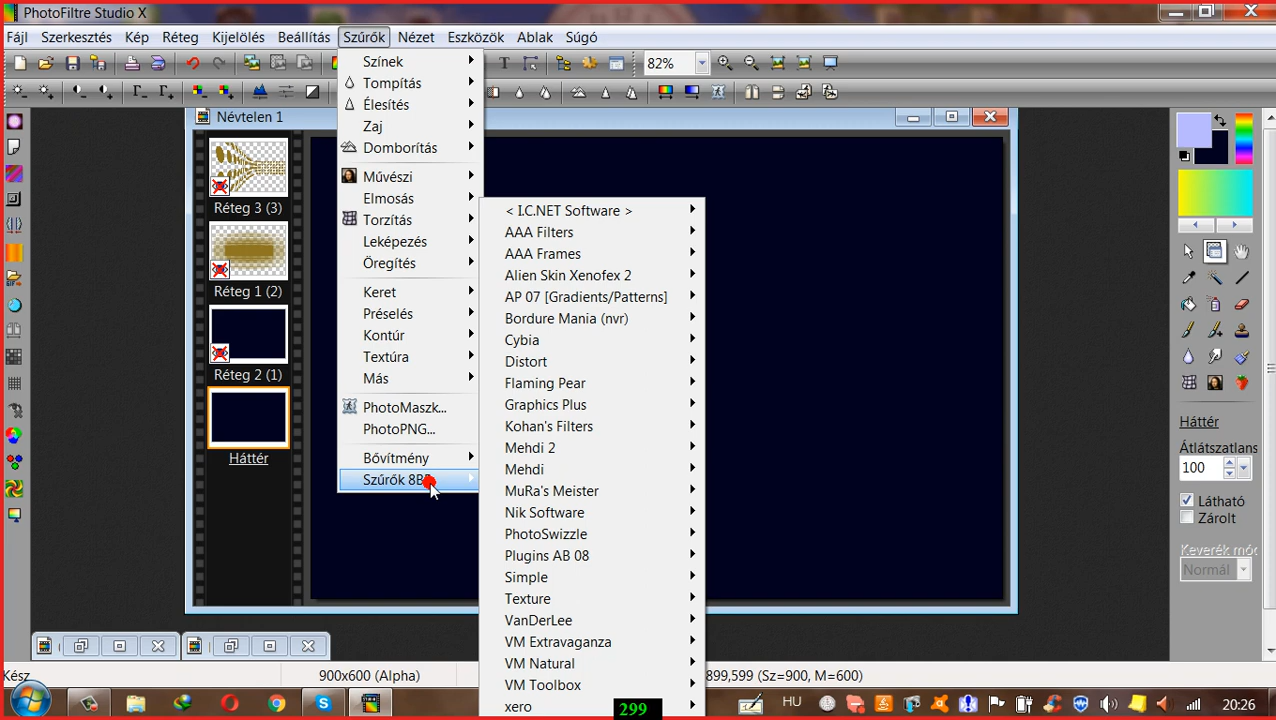 PhotoFiltre Studio X
Fájl Szerkesztés Kép Réteg Kijelölés Beállítás Szűrők Nézet Eszközök Ablak Súgó
82%
Névtelen 1
Réteg 3 (3)
Réteg 1 (2)
Réteg 2 (1)
Háttér
Színek
Tompítás
Élesítés
Zaj
Domborítás
Művészi
Elmosás
Torzítás
Leképezés
Öregítés
Keret
Préselés
Kontúr
Textúra
Más
PhotoMaszk...
PhotoPNG...
Bővítmény
Szűrők
< I.C.NET Software >
AAA Filters
AAA Frames
Alien Skin Xenofex 2
AP 07 [Gradients/Patterns]
Bordure Mania (nvr)
Cybia
Distort
Flaming Pear
Graphics Plus
Kohan's Filters
Mehdi 2
Mehdi
MuRa's Meister
Nik Software
PhotoSwizzle
Plugins AB 08
Simple
Texture
VanDerLee
VM Extravaganza
VM Natural
VM Toolbox
xero
Háttér
Átlátszatlans
100
Látható
Zárolt
Keverék mó
Normál
Kész
900x600 (Alpha)
899,599 (Sz=900, M=600)
299
HU
20:26